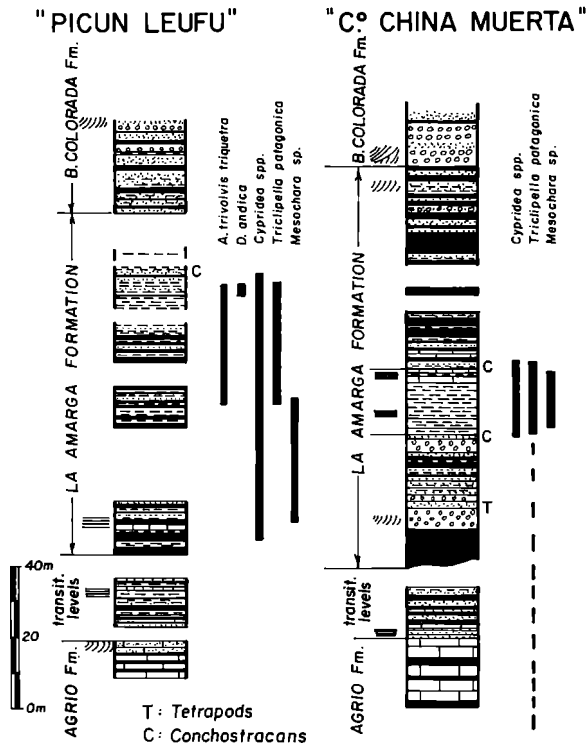 "PICUN LEUFU"
"Cº CHINA MUERTA"
B. COLORADA Fm.
LA AMARGA FORMATION
transit. levels
AGRIO Fm.
A. trivolvis triquetra
D. andica
Cypridea spp.
Triclipella patagonica
Mesochara sp.
C
40m
20
0m
B. COLORADA Fm.
LA AMARGA FORMATION
transit. levels
AGRIO Fm.
Cypridea spp.
Triclipella patagonica
Mesochara sp.
C
C
T
T: Tetrapods
C: Conchostracans